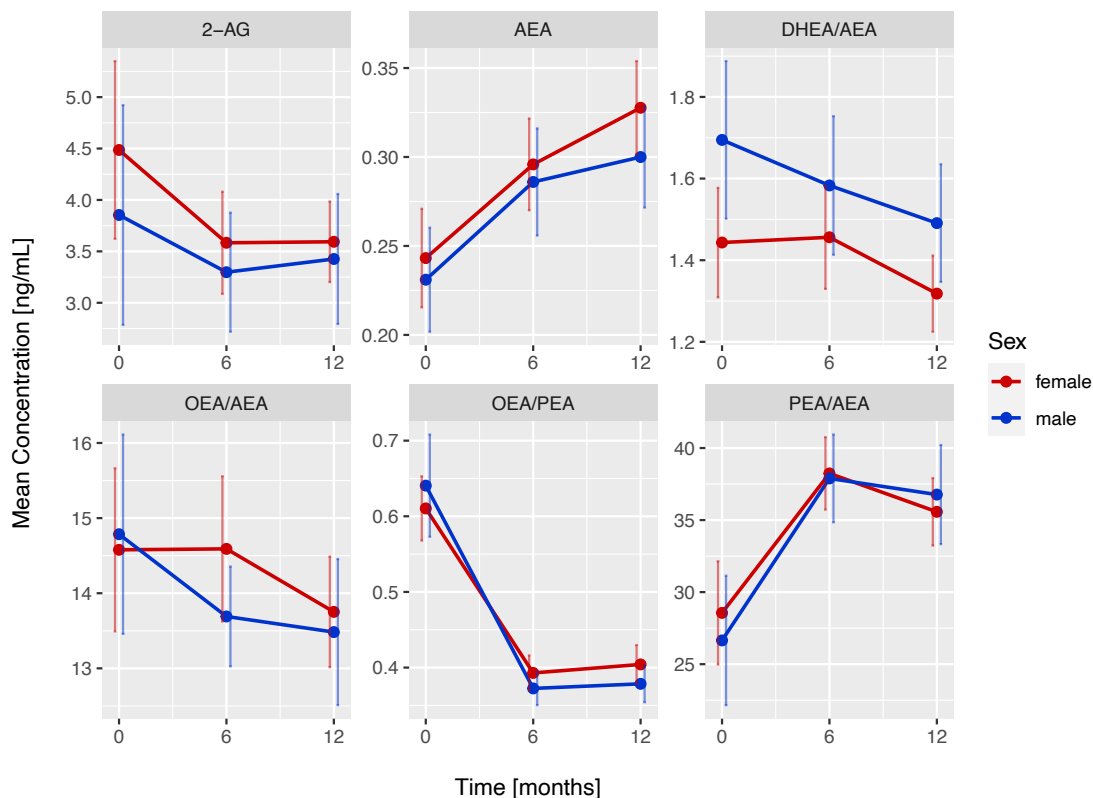 2−AG
AEA
DHEA/AEA
5.0
4.5
4.0
3.5
3.0
0.35
0.30
0.25
0.20
1.8
1.6
1.4
1.2
0 6 12
0 6 12
0 6 12
OEA/AEA
OEA/PEA
PEA/AEA
16
15
14
13
0.7
0.6
0.5
0.4
40
35
30
25
0 6 12
0 6 12
0 6 12
Mean Concentration [ng/mL]
Time [months]
Sex
female
male